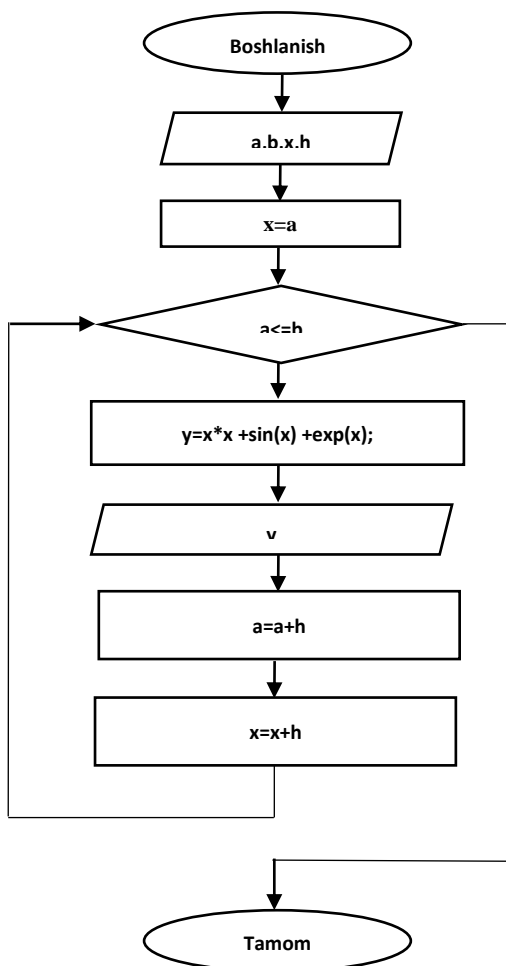 Boshlanish
a,b,x,h
x=a
a<=b
y=x*x +sin(x) +exp(x);
y
a=a+h
x=x+h
Tamom